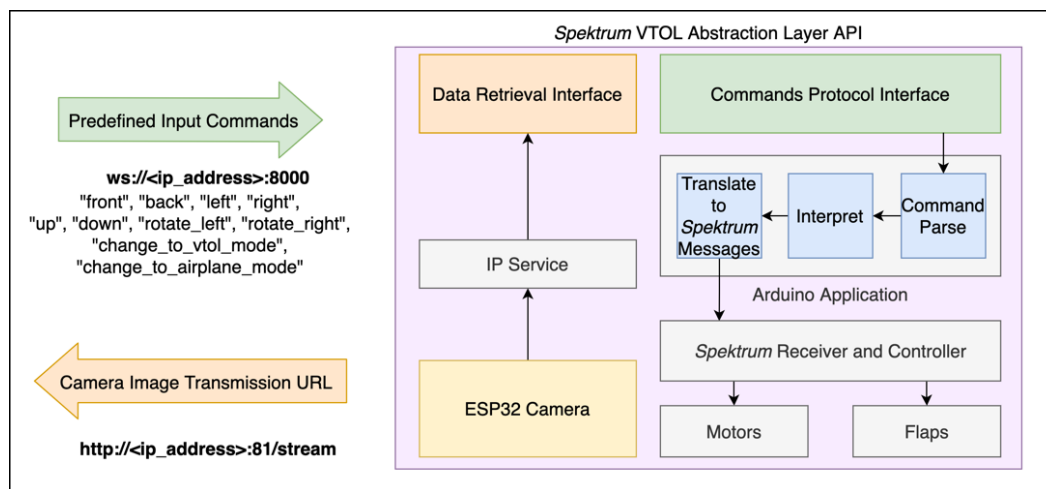 Spektrum VTOL Abstraction Layer API
Predefined Input Commands
ws://<ip_address>:8000
"front", "back", "left", "right",
"up", "down", "rotate_left", "rotate_right",
"change_to_vtol_mode",
"change_to_airplane_mode"
Camera Image Transmission URL
http://<ip_address>:81/stream
Data Retrieval Interface
IP Service
ESP32 Camera
Commands Protocol Interface
Translate
to
Spektrum
Messages
Interpret
Command
Parse
Arduino Application
Spektrum Receiver and Controller
Motors
Flaps